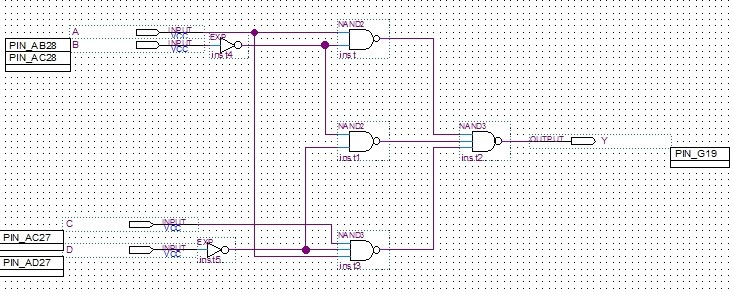 NAND2
A INPUT
VCC
PIN_AB28
B INPUT
VCC
EXP
PIN_AC28
inst4
inst
NAND2
NAND3
OUTPUT Y
inst1
inst2
PIN_G19
C INPUT
VCC
NAND3
PIN_AC27
D INPUT
VCC
EXP
inst5
inst3
PIN_AD27